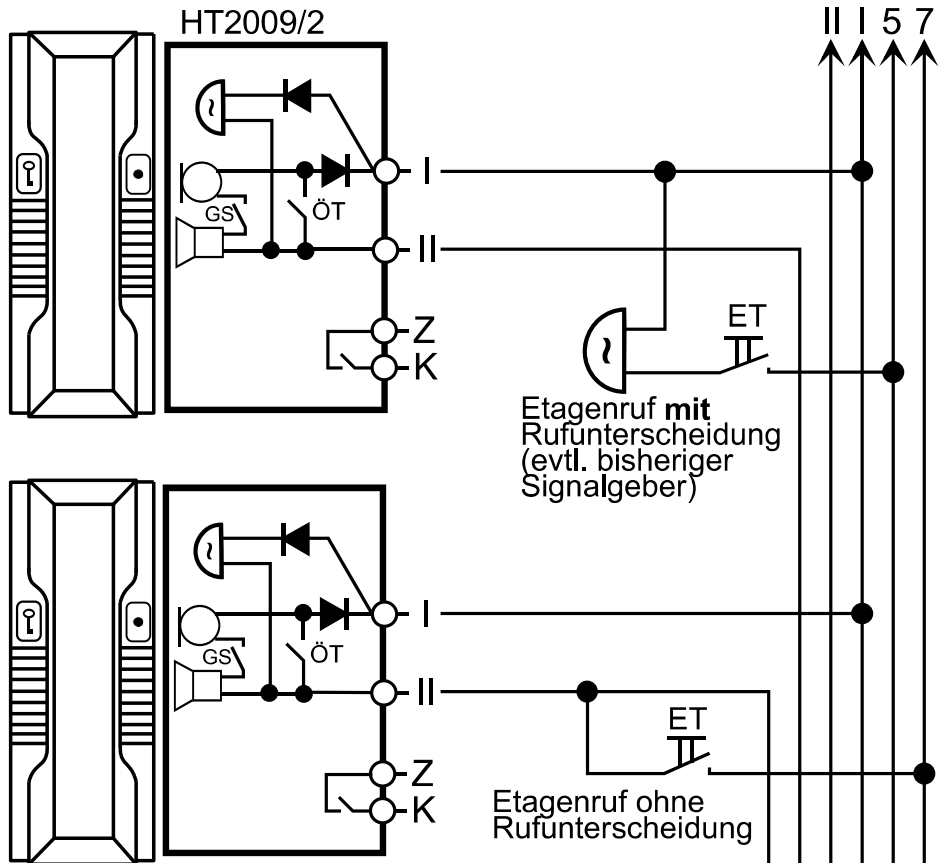 HT2009/2
II I 5 7
GS
ÖT
I
II
Z
K
ET
Etagenruf mit
Rufunterscheidung
(evtl. bisheriger
Signalgeber)
GS
ÖT
I
II
Z
K
ET
Etagenruf ohne
Rufunterscheidung